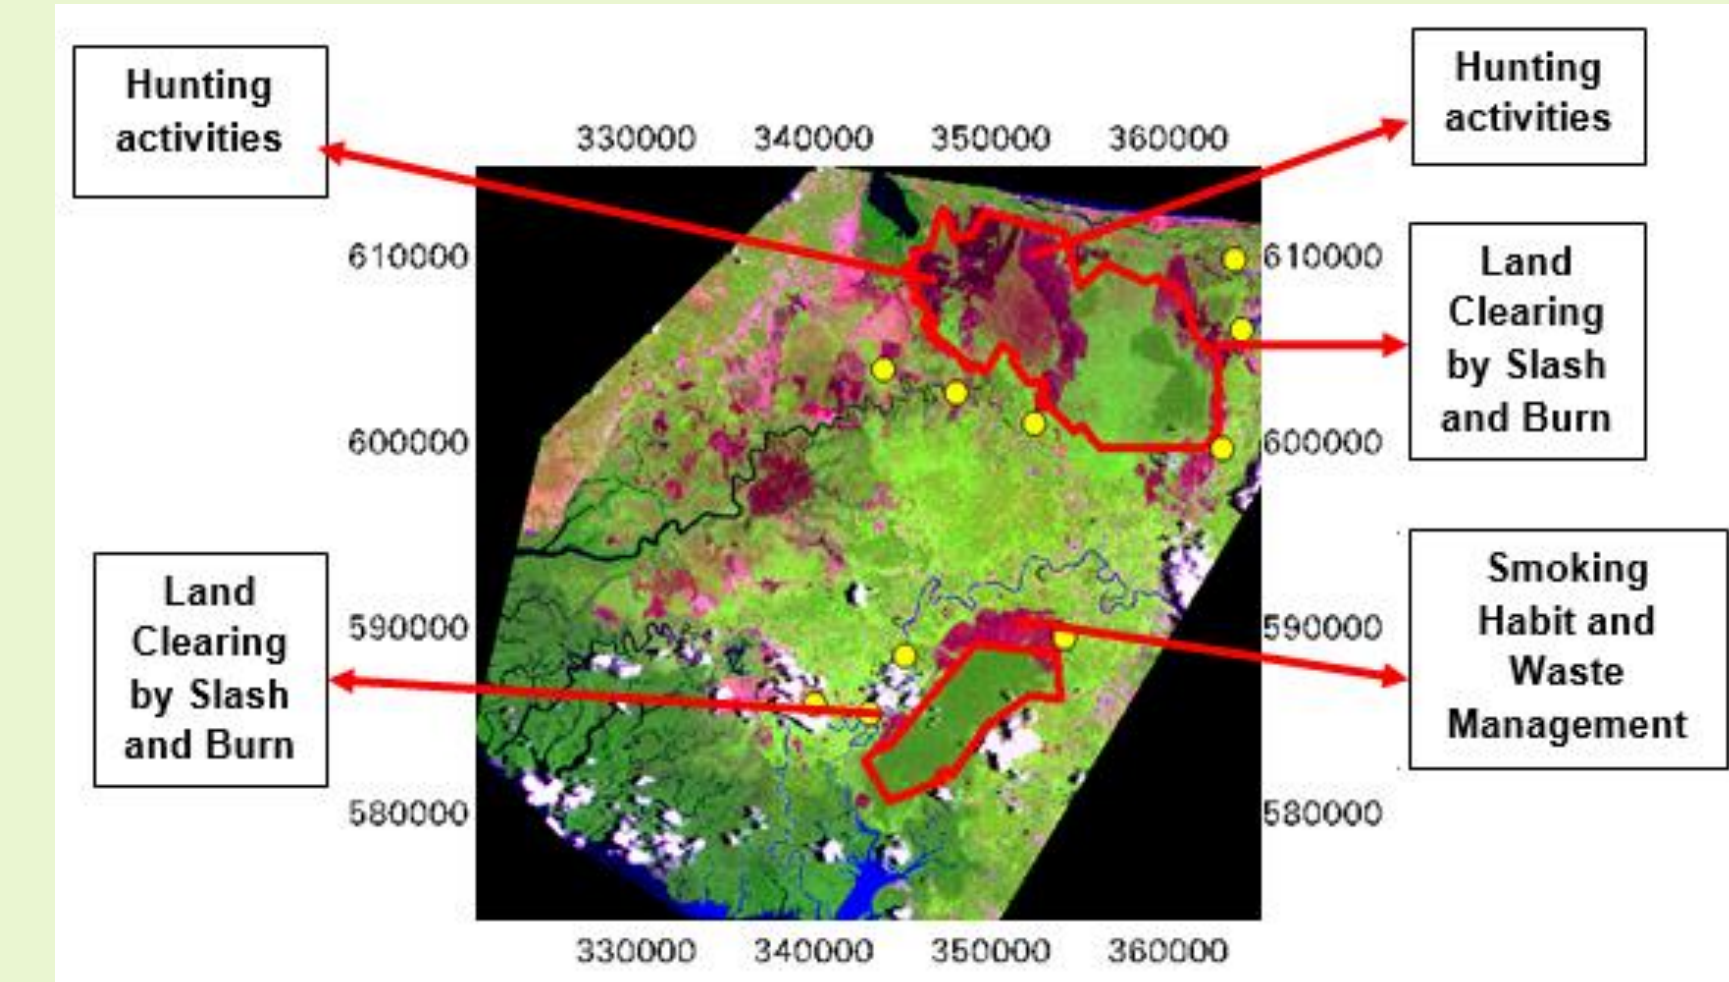 Hunting
activities
Hunting
activities
330000 340000 350000 360000
610000 610000
Land
Clearing
by Slash
and Burn
600000 600000
Land
Clearing
by Slash
and Burn
Smoking
Habit and
Waste
Management
590000 590000
580000 580000
330000 340000 350000 360000